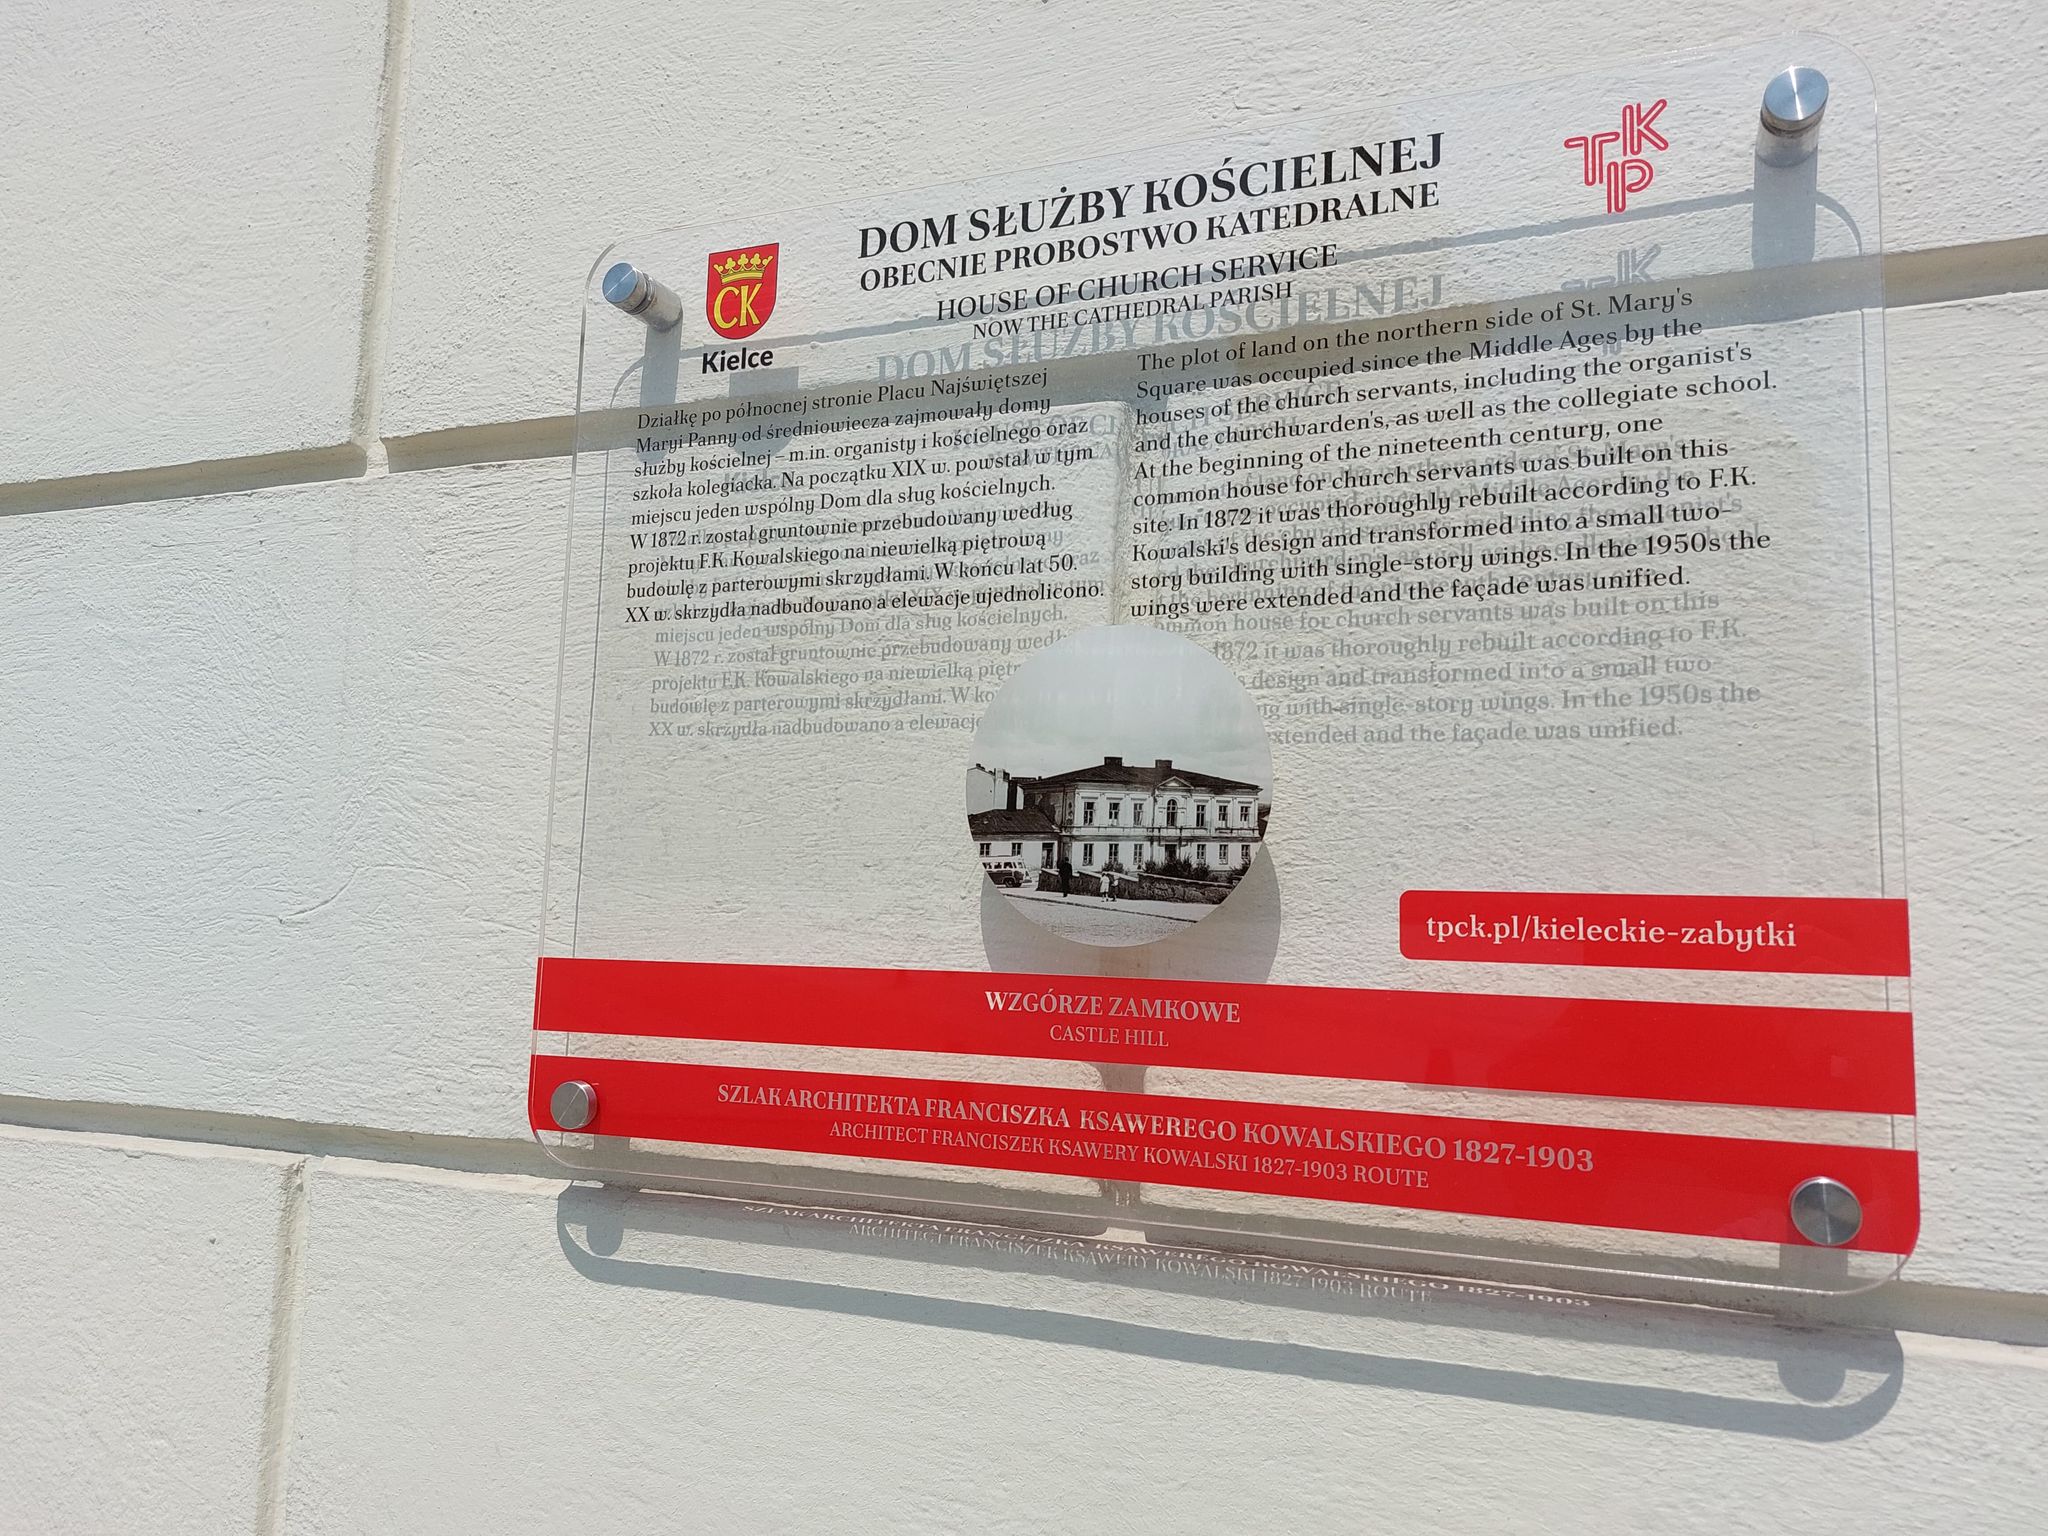 CK
Kielce
DOM SŁUŻBY KOŚCIELNEJ
OBECNIE PROBOSTWO KATEDRALNE
HOUSE OF CHURCH SERVICE
NOW THE CATHEDRAL PARISH
TKP
Działkę po północnej stronie Placu Najświętszej
Maryi Panny od średniowiecza zajmowały domy
służby kościelnej – m.in. organisty i kościelnego oraz
szkoła kolegiacka. Na początku XIX w. powstał w tym
miejscu jeden wspólny Dom dla sług kościelnych.
W 1872 r. został gruntownie przebudowany według
projektu F.K. Kowalskiego na niewielką piętrową
budowlę z parterowymi skrzydłami. W końcu lat 50.
XX w. skrzydła nadbudowano a elewacje ujednolicono.
The plot of land on the northern side of St. Mary's
Square was occupied since the Middle Ages by the
houses of the church servants, including the organist's
and the churchwarden's, as well as the collegiate school.
At the beginning of the nineteenth century, one
common house for church servants was built on this
site. In 1872 it was thoroughly rebuilt according to F.K.
Kowalski's design and transformed into a small two-
story building with single-story wings. In the 1950s the
wings were extended and the façade was unified.
tpck.pl/kieleckie-zabytki
WZGÓRZE ZAMKOWE
CASTLE HILL
SZLAK ARCHITEKTA FRANCISZKA KSAWEREGO KOWALSKIEGO 1827-1903
ARCHITECT FRANCISZEK KSAWERY KOWALSKI 1827-1903 ROUTE